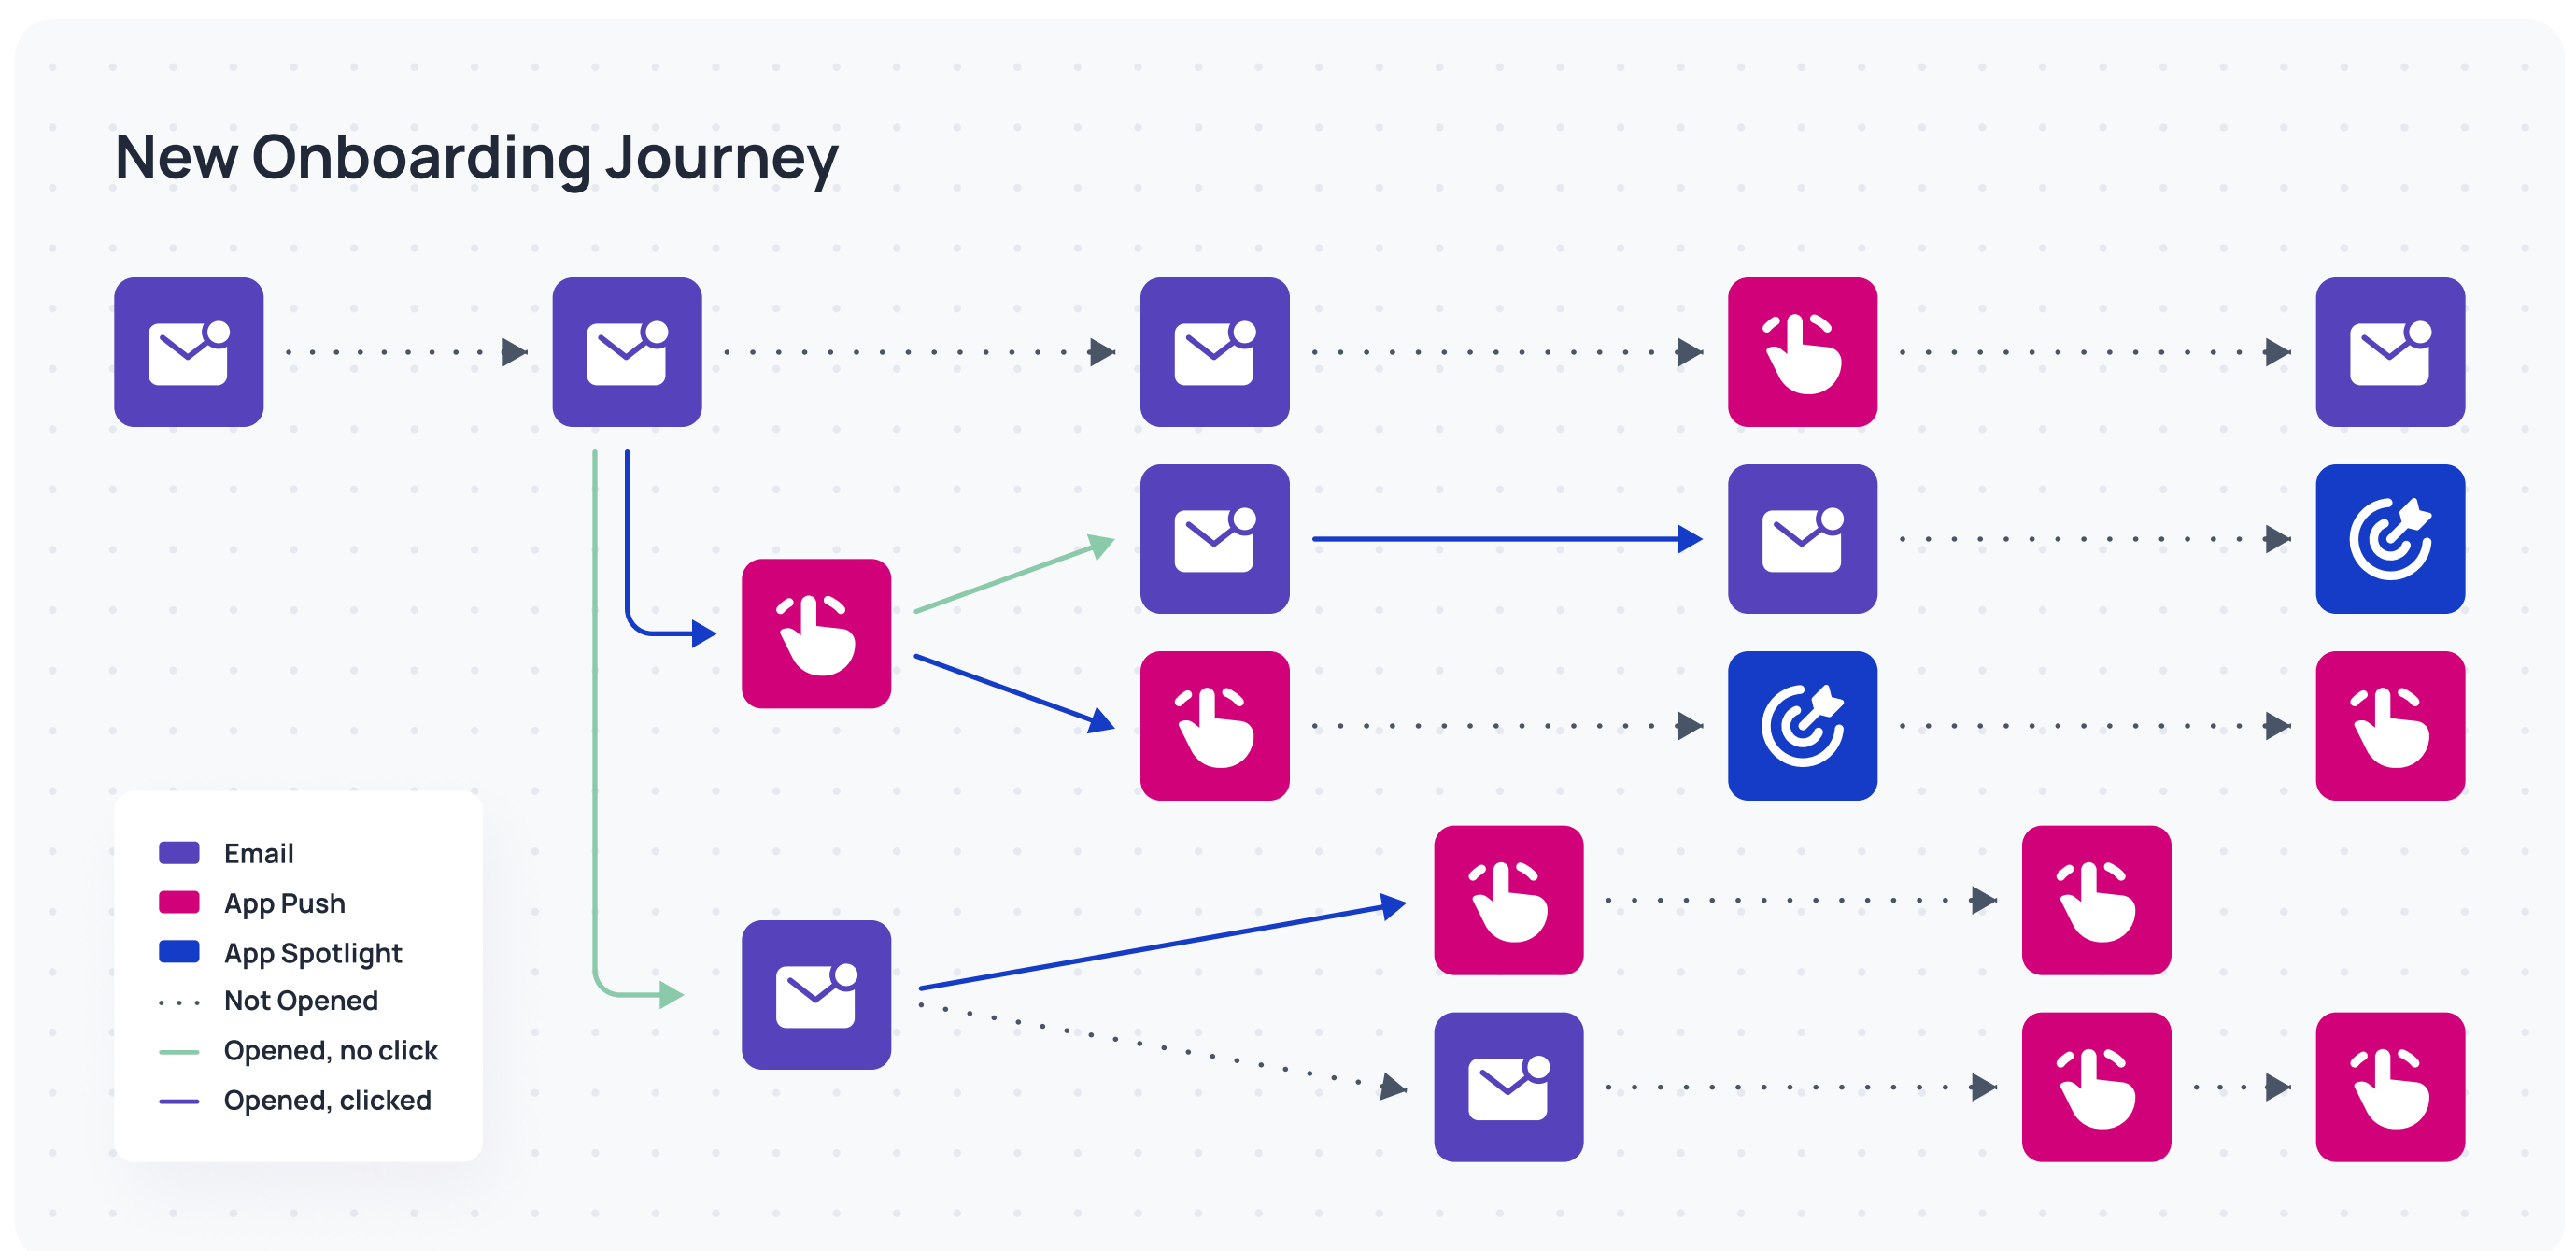 New Onboarding Journey
Email
App Push
App Spotlight
Not Opened
Opened, no click
Opened, clicked